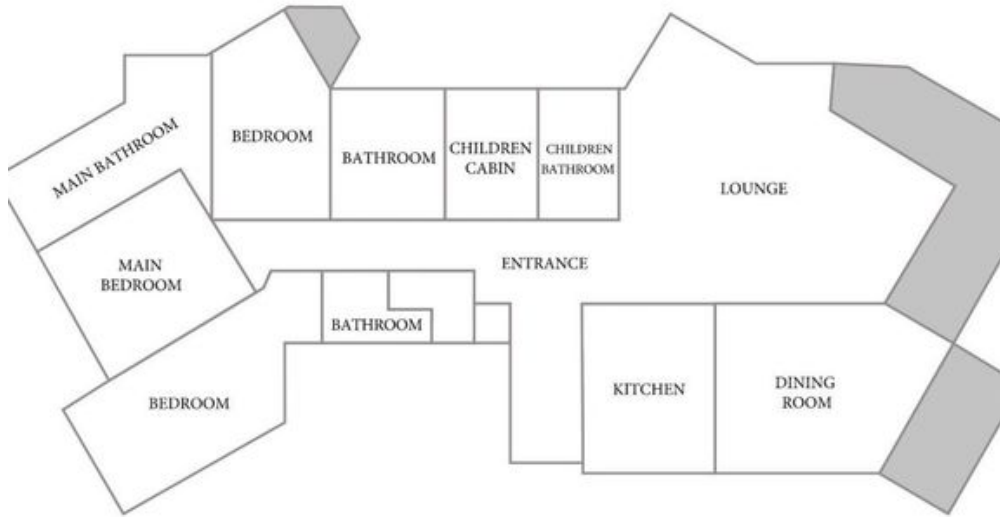 MAIN BATHROOM
BEDROOM
BATHROOM
CHILDREN
CABIN
CHILDREN
BATHROOM
LOUNGE
MAIN
BEDROOM
ENTRANCE
BATHROOM
BEDROOM
KITCHEN
DINING
ROOM